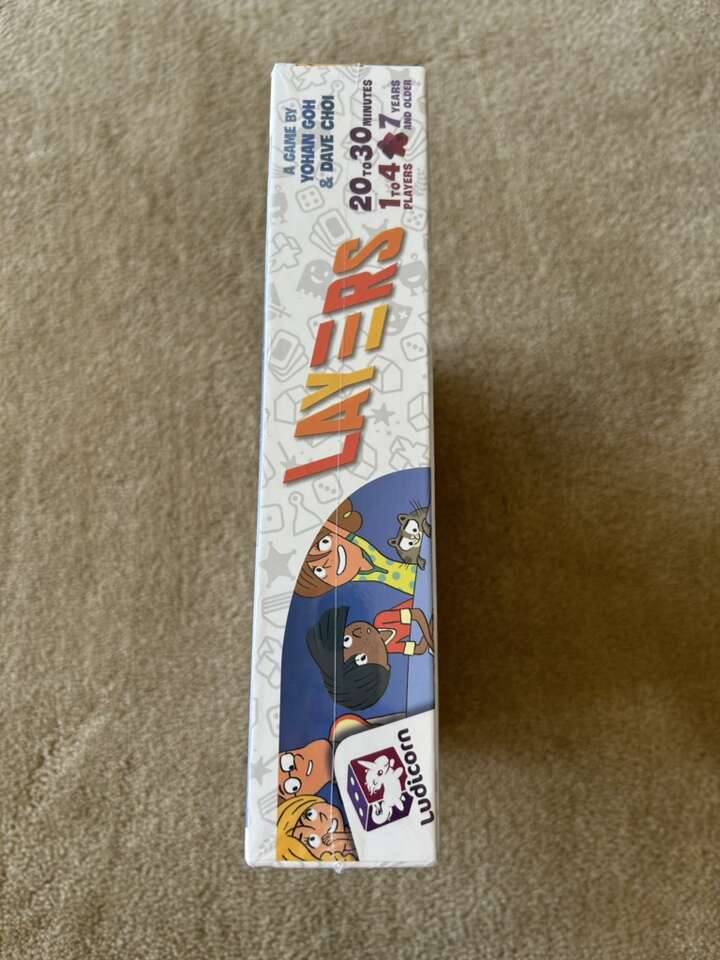 A GAME BY
YOHAN GOH
& DAVE CHOI
20 TO 30 MINUTES
1 TO 4 PLAYERS
7 YEARS AND OLDER
LAYERS
Ludicorn